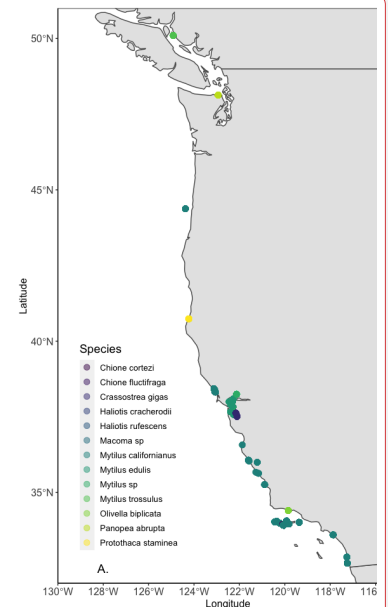 50°N
45°N
40°N
35°N
Latitude
Species
Chione cortezi
Chione fluctifraga
Crassostrea gigas
Haliotis cracherodii
Haliotis rufescens
Macoma sp
Mytilus californianus
Mytilus edulis
Mytilus sp
Mytilus trossulus
Olivella biplicata
Panopea abrupta
Protothaca staminea
A.
130°W 128°W 126°W 124°W 122°W 120°W 118°W 116
Longitude